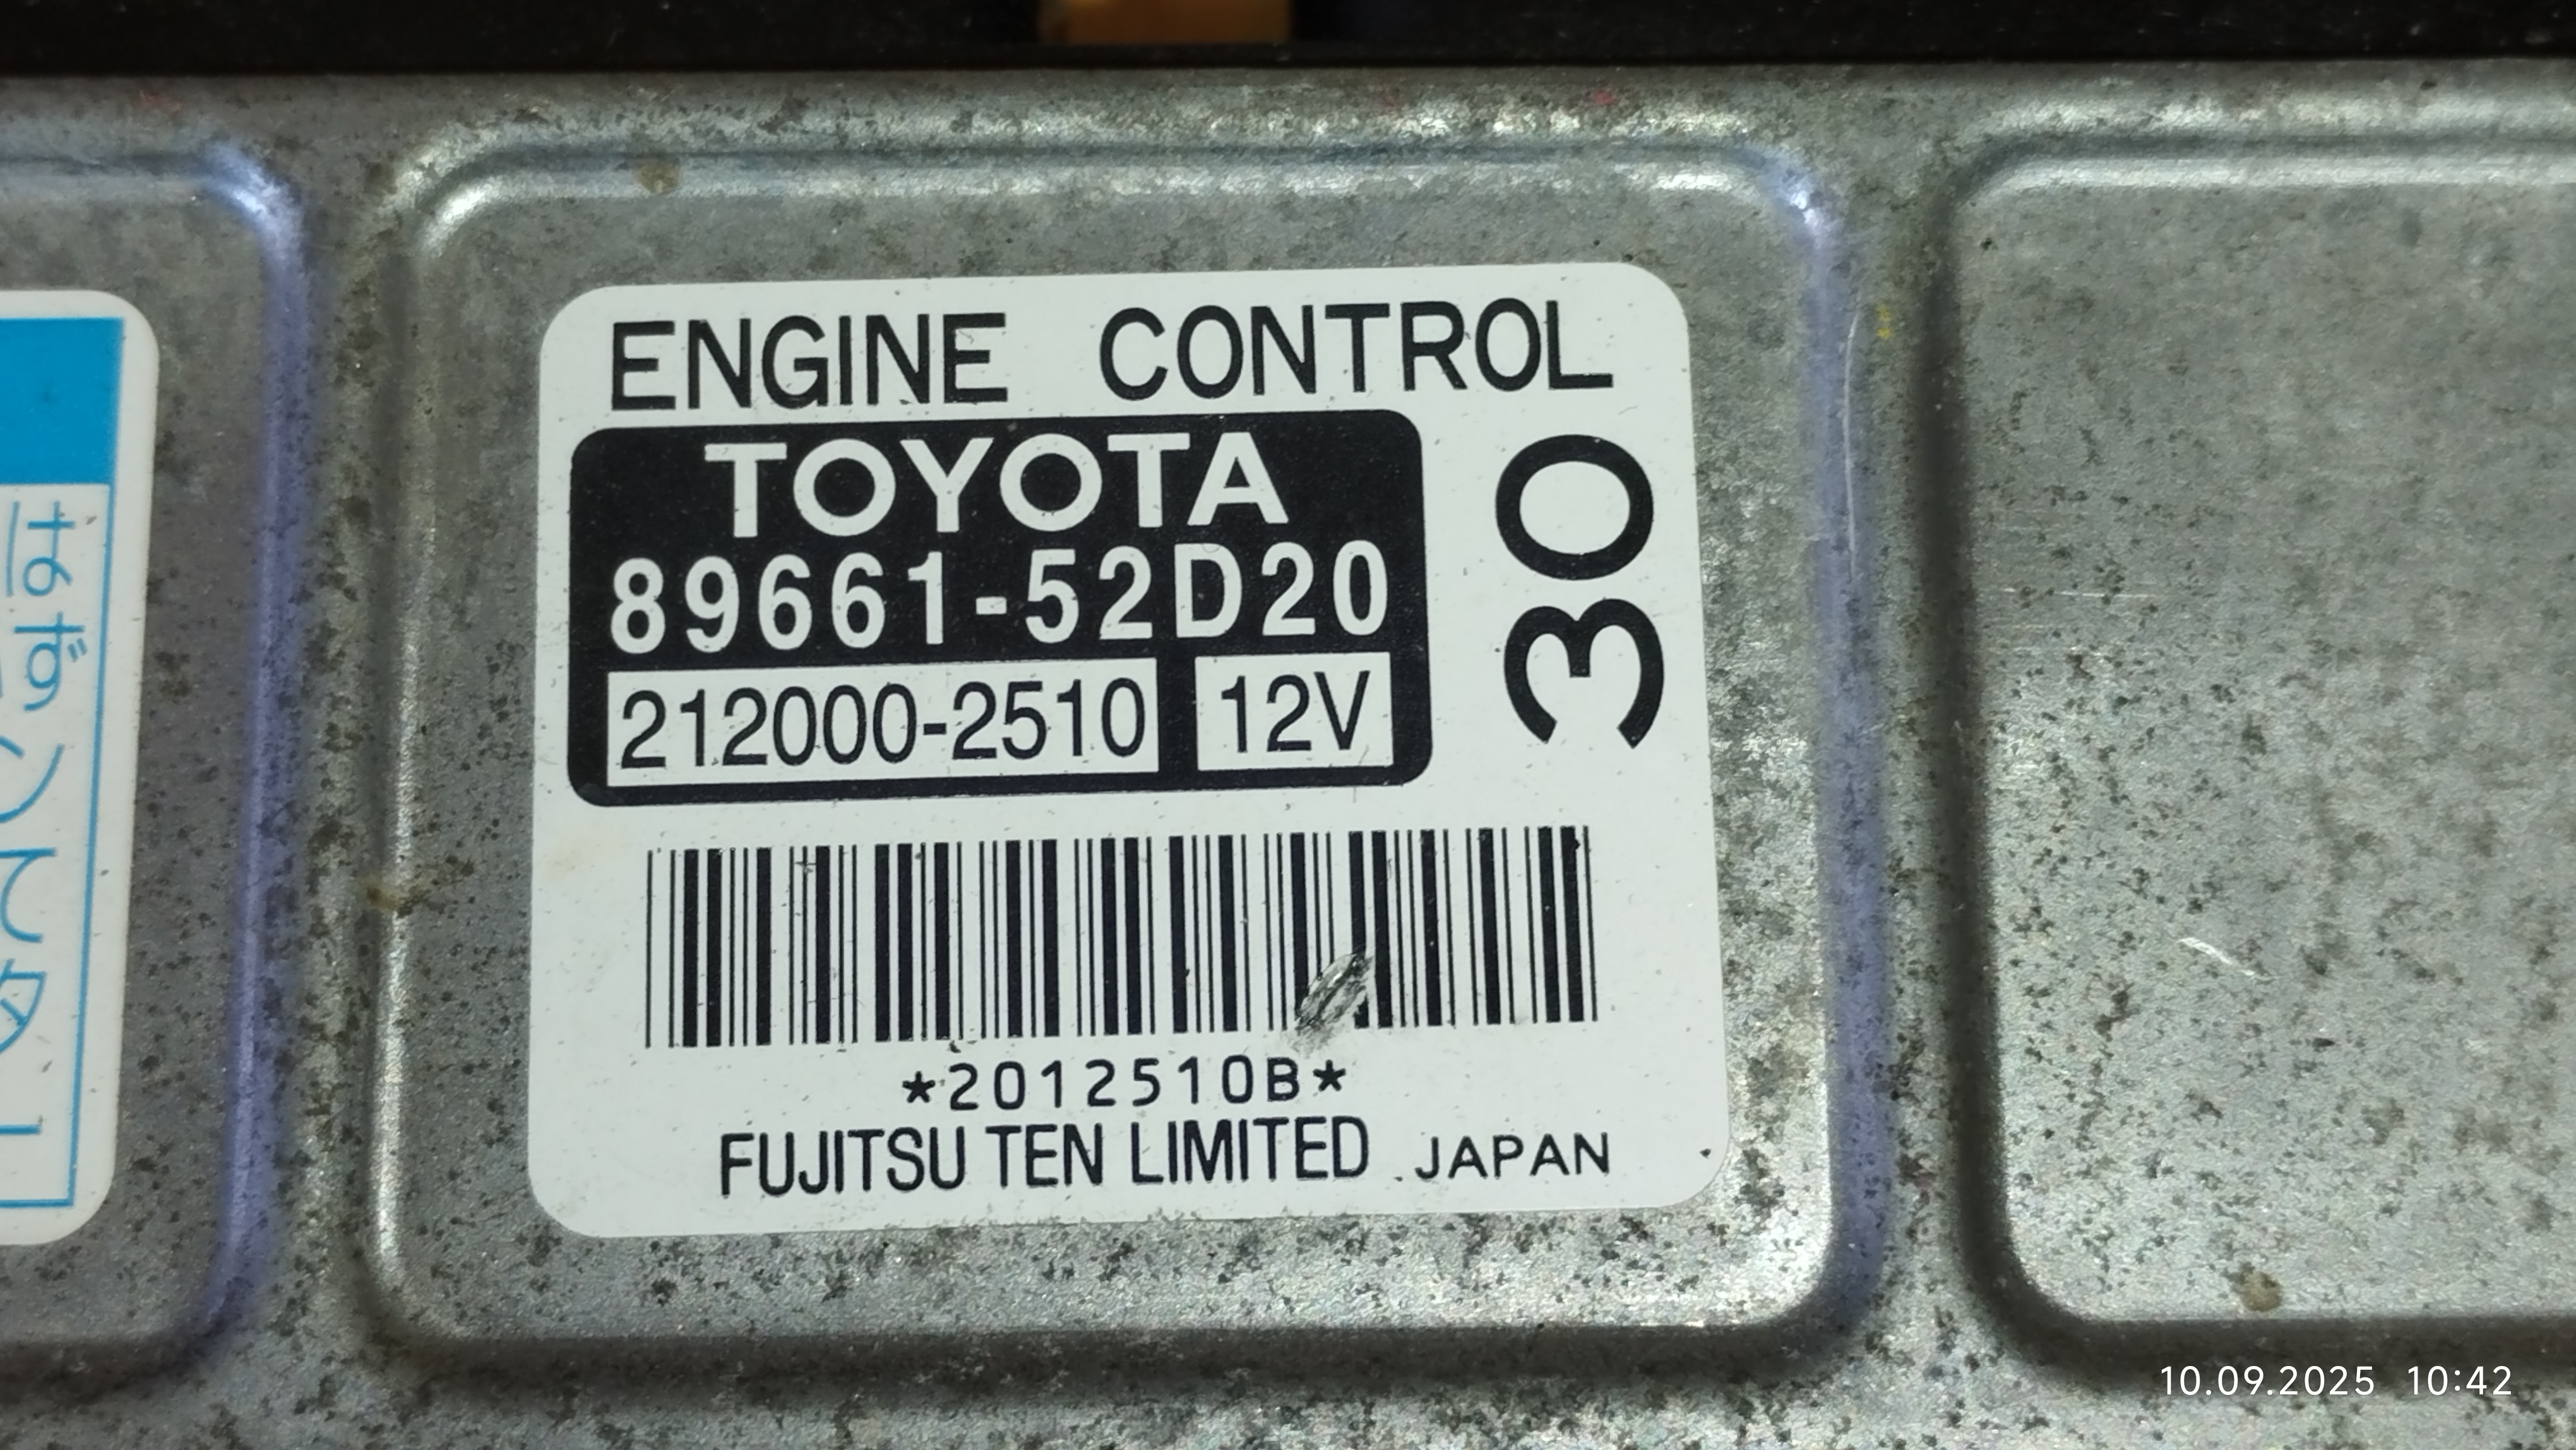 ENGINE CONTROL
TOYOTA
89661-52D20
212000-2510 12V
30
*2012510B*
FUJITSU TEN LIMITED JAPAN
はず
10.09.2025 10:42